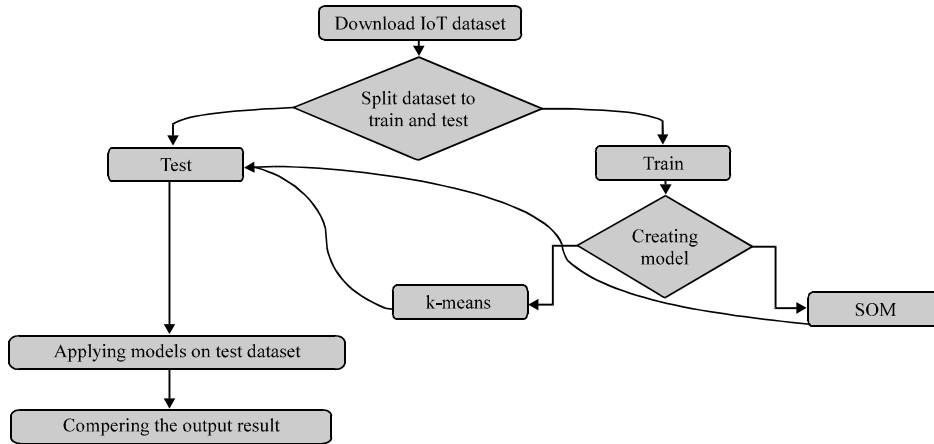 Download IoT dataset
Split dataset to
train and test
Test
Train
Creating
model
k-means
SOM
Applying models on test dataset
Compering the output result